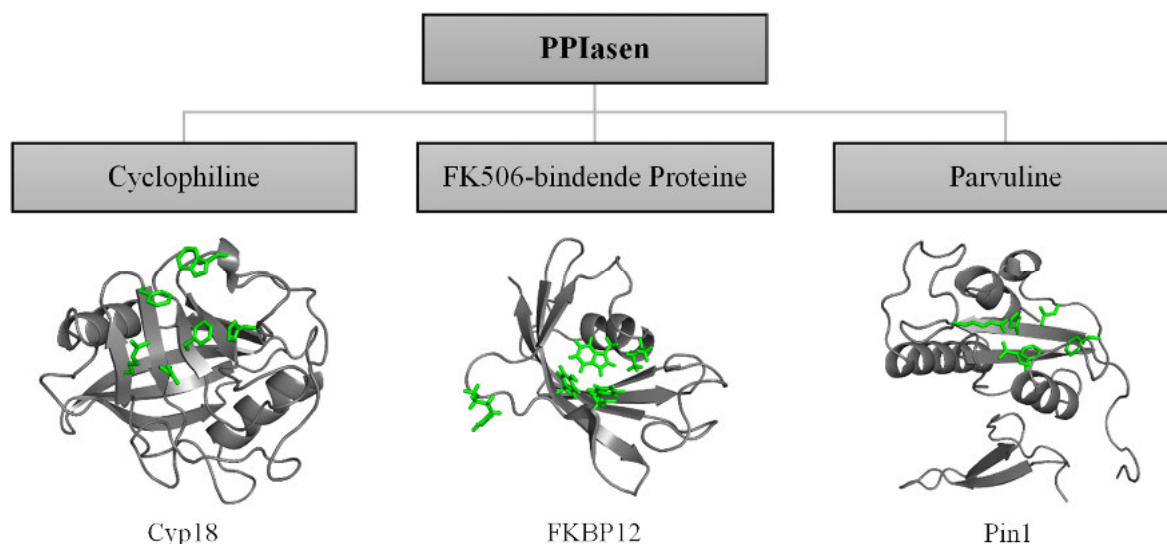 PPIasen
Cyclophiline
FK506-bindende Proteine
Parvuline
Cyp18
FKBP12
Pin1